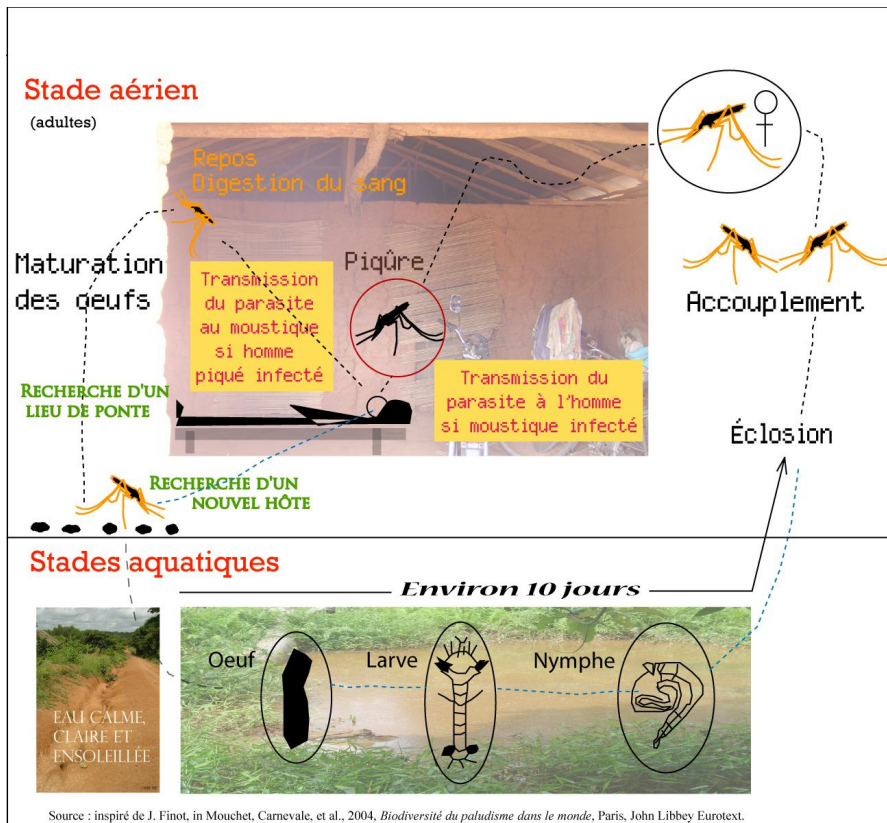 Stade aérien
(adultes)
Repos
Digestion du sang
Maturation
des oeufs
Transmission
du parasite
au moustique
si homme
piqué infecté
Piqûre
Accouplement
Transmission du
parasite à l'homme
si moustique infecté
RECHERCHE D'UN
LIEU DE PONTE
Éclosion
RECHERCHE D'UN
NOUVEL HÔTE
Stades aquatiques
Environ 10 jours
Oeuf
Larve
Nymphe
EAU CALME,
CLAIRE ET
ENSOLEILLÉE
Source : inspiré de J. Finot, in Mouchet, Carnevale, et al., 2004, Biodiversité du paludisme dans le monde, Paris, John Libbey Eurotext.